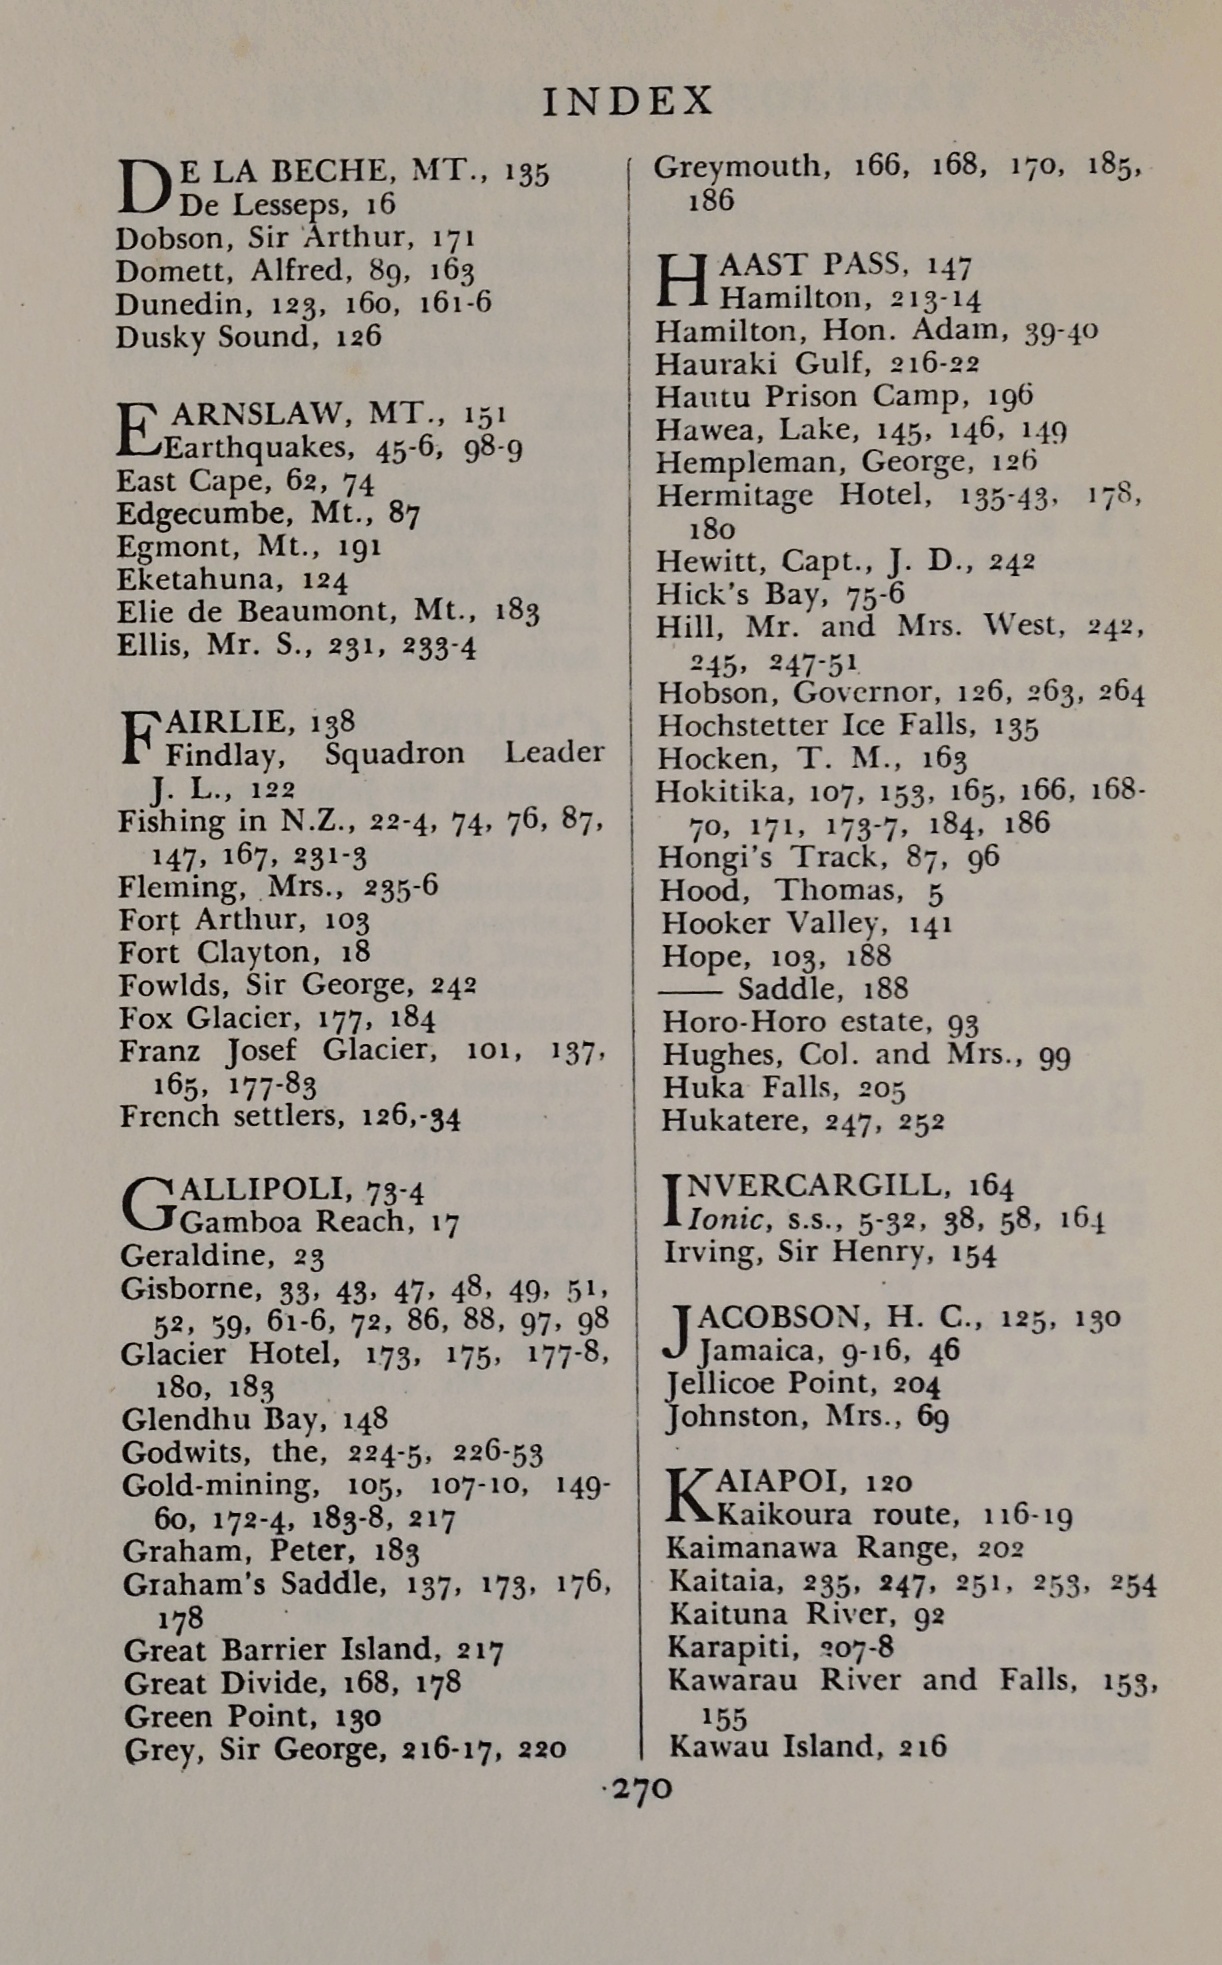 INDEX
DE LA BECHE, MT., 135
De Lesseps, 16
Dobson, Sir Arthur, 171
Domett, Alfred, 89, 163
Dunedin, 123, 160, 161-6
Dusky Sound, 126
EARNSLAW, MT., 151
Earthquakes, 45-6, 98-9
East Cape, 62, 74
Edgecumbe, Mt., 87
Egmont, Mt., 191
Eketahuna, 124
Elie de Beaumont, Mt., 183
Ellis, Mr. S., 231, 233-4
FAIRLIE, 138
Findlay, Squadron Leader
J. L., 122
Fishing in N.Z., 22-4, 74, 76, 87,
147, 167, 231-3
Fleming, Mrs., 235-6
Fort Arthur, 103
Fort Clayton, 18
Fowlds, Sir George, 242
Fox Glacier, 177, 184
Franz Josef Glacier, 101, 137,
165, 177-83
French settlers, 126,-34
GALLIPOLI, 73-4
Gamboa Reach, 17
Geraldine, 23
Gisborne, 33, 43, 47, 48, 49, 51,
52, 59, 61-6, 72, 86, 88, 97, 98
Glacier Hotel, 173, 175, 177-8,
180, 183
Glendhu Bay, 148
Godwits, the, 224-5, 226-53
Gold-mining, 105, 107-10, 149-
60, 172-4, 183-8, 217
Graham, Peter, 183
Graham's Saddle, 137, 173, 176,
178
Great Barrier Island, 217
Great Divide, 168, 178
Green Point, 130
Grey, Sir George, 216-17, 220
Greymouth, 166, 168, 170, 185,
186
HAAST PASS, 147
Hamilton, 213-14
Hamilton, Hon. Adam, 39-40
Hauraki Gulf, 216-22
Hautu Prison Camp, 196
Hawea, Lake, 145, 146, 149
Hempleman, George, 126
Hermitage Hotel, 135-43, 178,
180
Hewitt, Capt., J. D., 242
Hick's Bay, 75-6
Hill, Mr. and Mrs. West, 242,
245, 247-51
Hobson, Governor, 126, 263, 264
Hochstetter Ice Falls, 135
Hocken, T. M., 163
Hokitika, 107, 153, 165, 166, 168-
70, 171, 173-7, 184, 186
Hongi's Track, 87, 96
Hood, Thomas, 5
Hooker Valley, 141
Hope, 103, 188
—— Saddle, 188
Horo-Horo estate, 93
Hughes, Col. and Mrs., 99
Huka Falls, 205
Hukatere, 247, 252
INVERCARGILL, 164
Ionic, s.s., 5-32, 38, 58, 164
Irving, Sir Henry, 154
JACOBSON, H. C., 125, 130
Jamaica, 9-16, 46
Jellicoe Point, 204
Johnston, Mrs., 69
KAIAPOI, 120
Kaikoura route, 116-19
Kaimanawa Range, 202
Kaitaia, 235, 247, 251, 253, 254
Kaituna River, 92
Karapiti, 207-8
Kawarau River and Falls, 153,
155
Kawau Island, 216
270